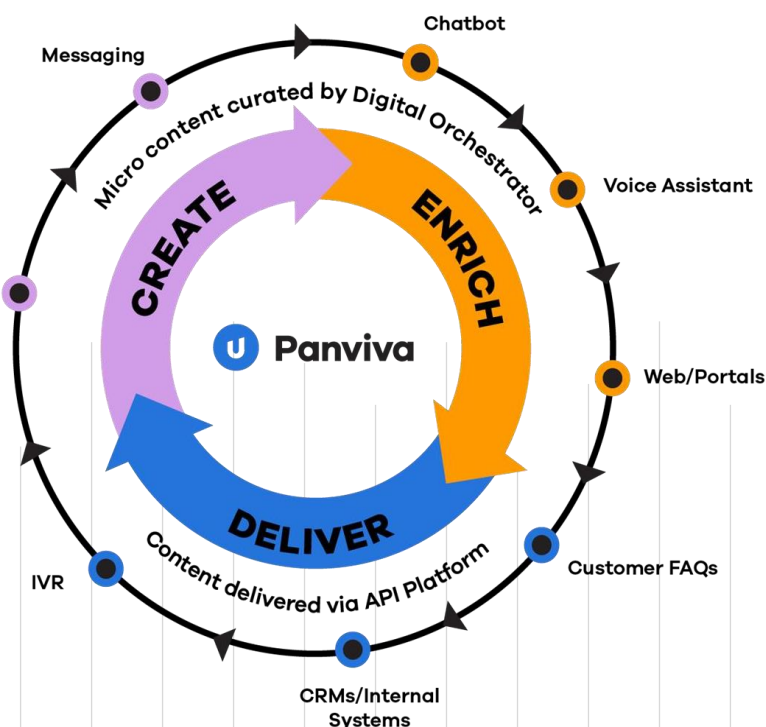 Chatbot
Messaging
Micro content curated by Digital Orchestrator
Voice Assistant
CREATE
ENRICH
U Panviva
Web/Portals
DELIVER
Content delivered via API Platform
Customer FAQs
IVR
CRMs/Internal
Systems